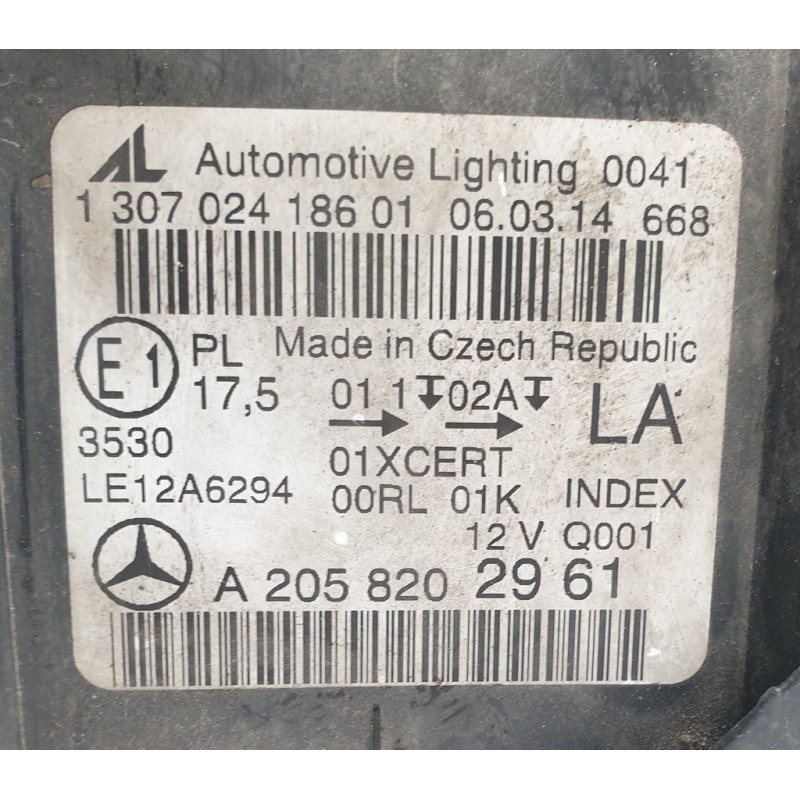 AL Automotive Lighting 0041
1 307 024 186 01 06.03.14 668
E1 PL Made in Czech Republic
17,5 01 1 02A LA
3530
01XCERT
LE12A6294 00RL 01K INDEX
12 V Q001
A 205 820 29 61